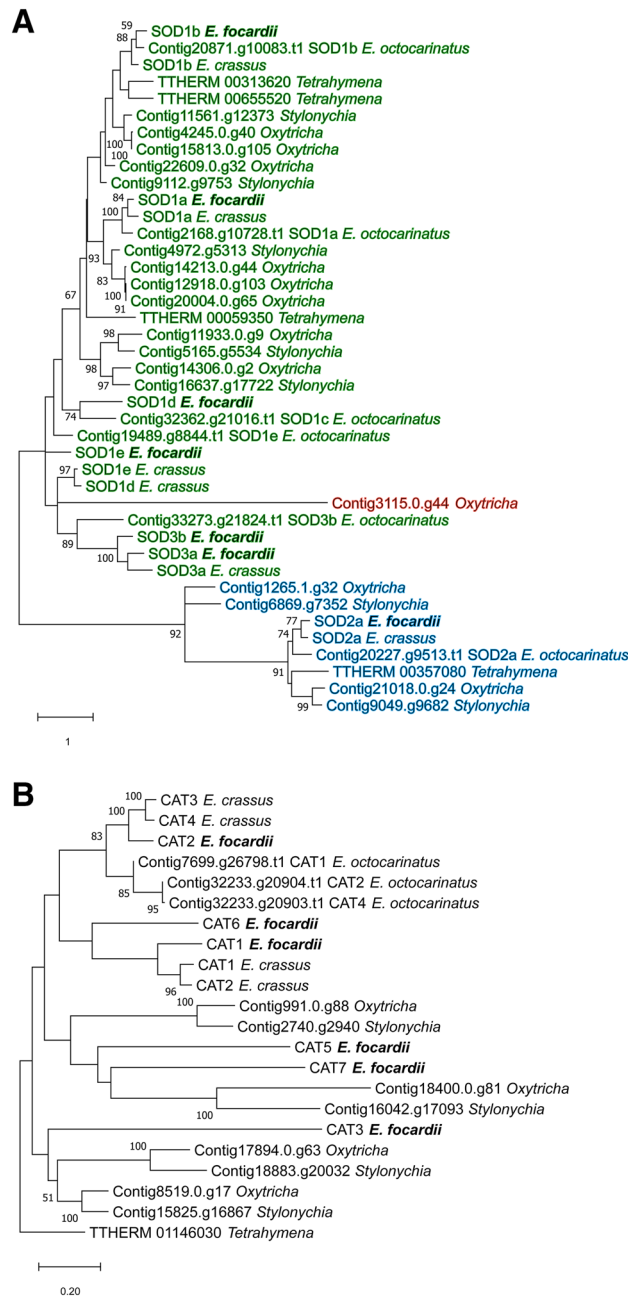 A
59
SOD1b E. focardii
88
Contig20871.g10083.t1 SOD1b E. octocarinatus
SOD1b E. crassus
TTHERM 00313620 Tetrahymena
TTHERM 00655520 Tetrahymena
Contig11561.g12373 Stylonychia
Contig4245.0.g40 Oxytricha
100
Contig15813.0.g105 Oxytricha
100
Contig22609.0.g32 Oxytricha
Contig9112.g9753 Stylonychia
84
SOD1a E. focardii
100
SOD1a E. crassus
Contig2168.g10728.t1 SOD1a E. octocarinatus
Contig4972.g5313 Stylonychia
93
Contig14213.0.g44 Oxytricha
83
Contig12918.0.g103 Oxytricha
100
Contig20004.0.g65 Oxytricha
67
91
TTHERM 00059350 Tetrahymena
98
Contig11933.0.g9 Oxytricha
Contig5165.g5534 Stylonychia
98
Contig14306.0.g2 Oxytricha
97
Contig16637.g17722 Stylonychia
SOD1d E. focardii
74
Contig32362.g21016.t1 SOD1c E. octocarinatus
Contig19489.g8844.t1 SOD1e E. octocarinatus
SOD1e E. focardii
97
SOD1e E. crassus
SOD1d E. crassus
Contig3115.0.g44 Oxytricha
Contig33273.g21824.t1 SOD3b E. octocarinatus
89
SOD3b E. focardii
100
SOD3a E. focardii
SOD3a E. crassus
Contig1265.1.g32 Oxytricha
Contig6869.g7352 Stylonychia
92
77
SOD2a E. focardii
74
SOD2a E. crassus
Contig20227.g9513.t1 SOD2a E. octocarinatus
91
TTHERM 00357080 Tetrahymena
Contig21018.0.g24 Oxytricha
99
Contig9049.g9682 Stylonychia
1
B
100
CAT3 E. crassus
100
CAT4 E. crassus
83
CAT2 E. focardii
Contig7699.g26798.t1 CAT1 E. octocarinatus
85
Contig32233.g20904.t1 CAT2 E. octocarinatus
95
Contig32233.g20903.t1 CAT4 E. octocarinatus
CAT6 E. focardii
CAT1 E. focardii
CAT1 E. crassus
96
CAT2 E. crassus
100
Contig991.0.g88 Oxytricha
Contig2740.g2940 Stylonychia
CAT5 E. focardii
CAT7 E. focardii
Contig18400.0.g81 Oxytricha
100
Contig16042.g17093 Stylonychia
CAT3 E. focardii
100
Contig17894.0.g63 Oxytricha
Contig18883.g20032 Stylonychia
51
Contig8519.0.g17 Oxytricha
100
Contig15825.g16867 Stylonychia
TTHERM 01146030 Tetrahymena
0.20